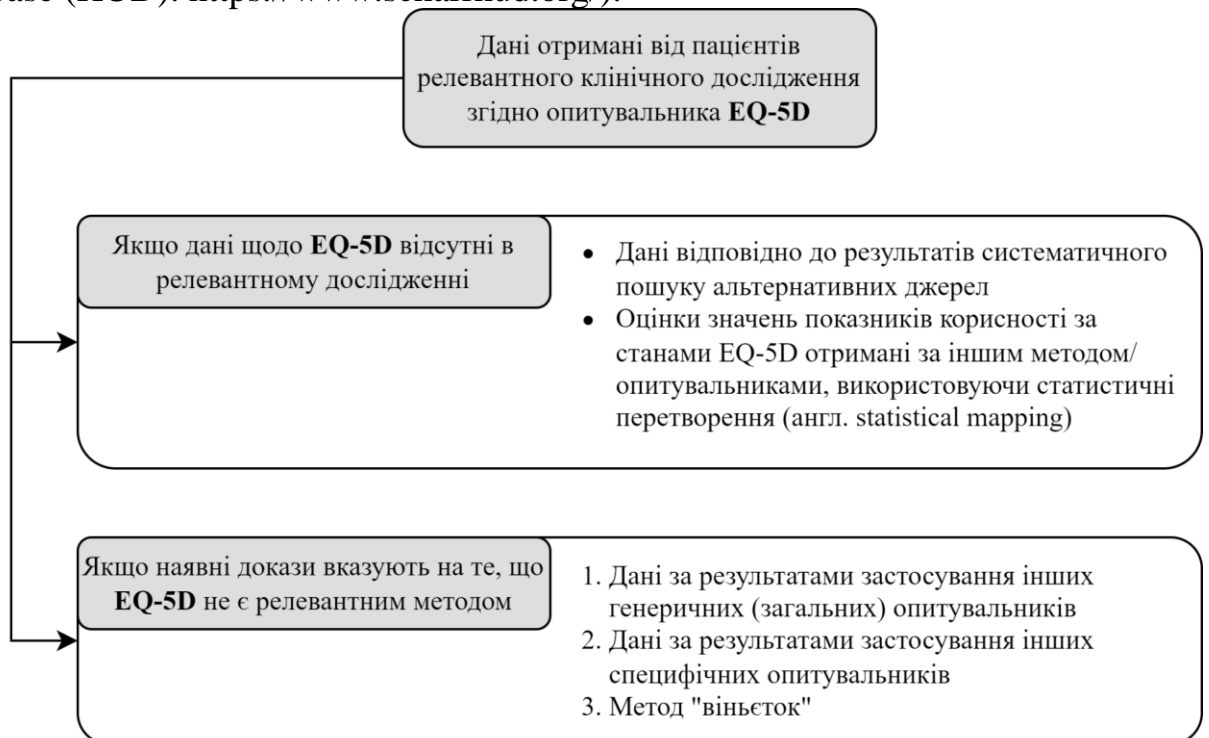 Дані отримані від пацієнтів
релевантного клінічного дослідження
згідно опитувальника EQ-5D
Якщо дані щодо EQ-5D відсутні в
релевантному дослідженні
• Дані відповідно до результатів систематичного
пошуку альтернативних джерел
• Оцінки значень показників корисності за
станами EQ-5D отримані за іншим методом/
опитувальниками, використовуючи статистичні
перетворення (англ. statistical mapping)
Якщо наявні докази вказують на те, що
EQ-5D не є релевантним методом
1. Дані за результатами застосування інших
генеричних (загальних) опитувальників
2. Дані за результатами застосування інших
специфічних опитувальників
3. Метод "віньєток"